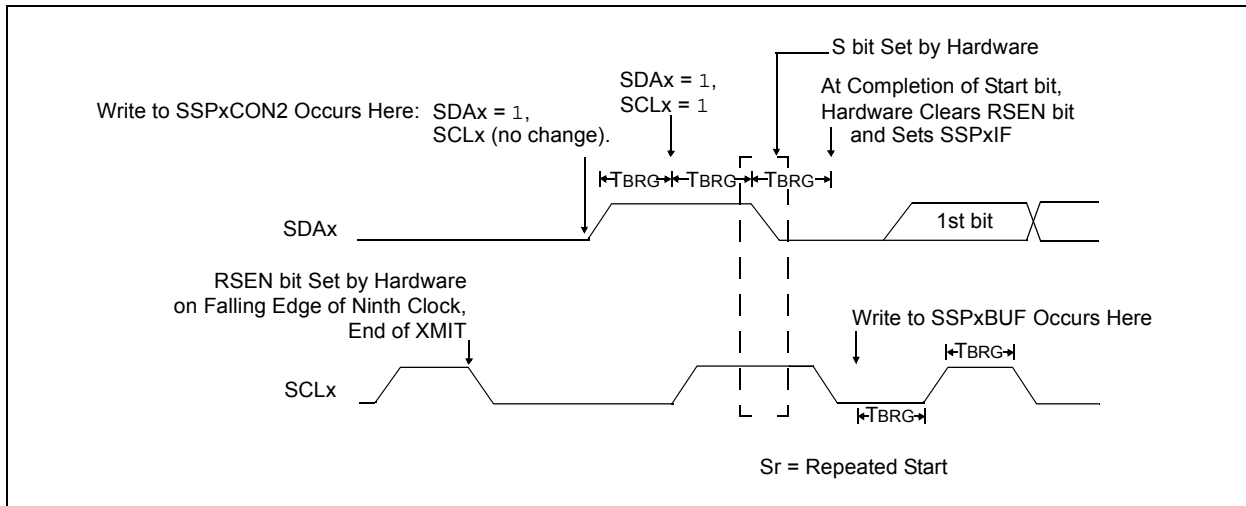 S bit Set by Hardware
SDAx = 1,
SCLx = 1
At Completion of Start bit,
Hardware Clears RSEN bit
and Sets SSPxIF
Write to SSPxCON2 Occurs Here: SDAx = 1,
SCLx (no change).
TBRG TBRG TBRG
SDAx
1st bit
RSEN bit Set by Hardware
on Falling Edge of Ninth Clock,
End of XMIT
Write to SSPxBUF Occurs Here
TBRG
SCLx
TBRG
Sr = Repeated Start